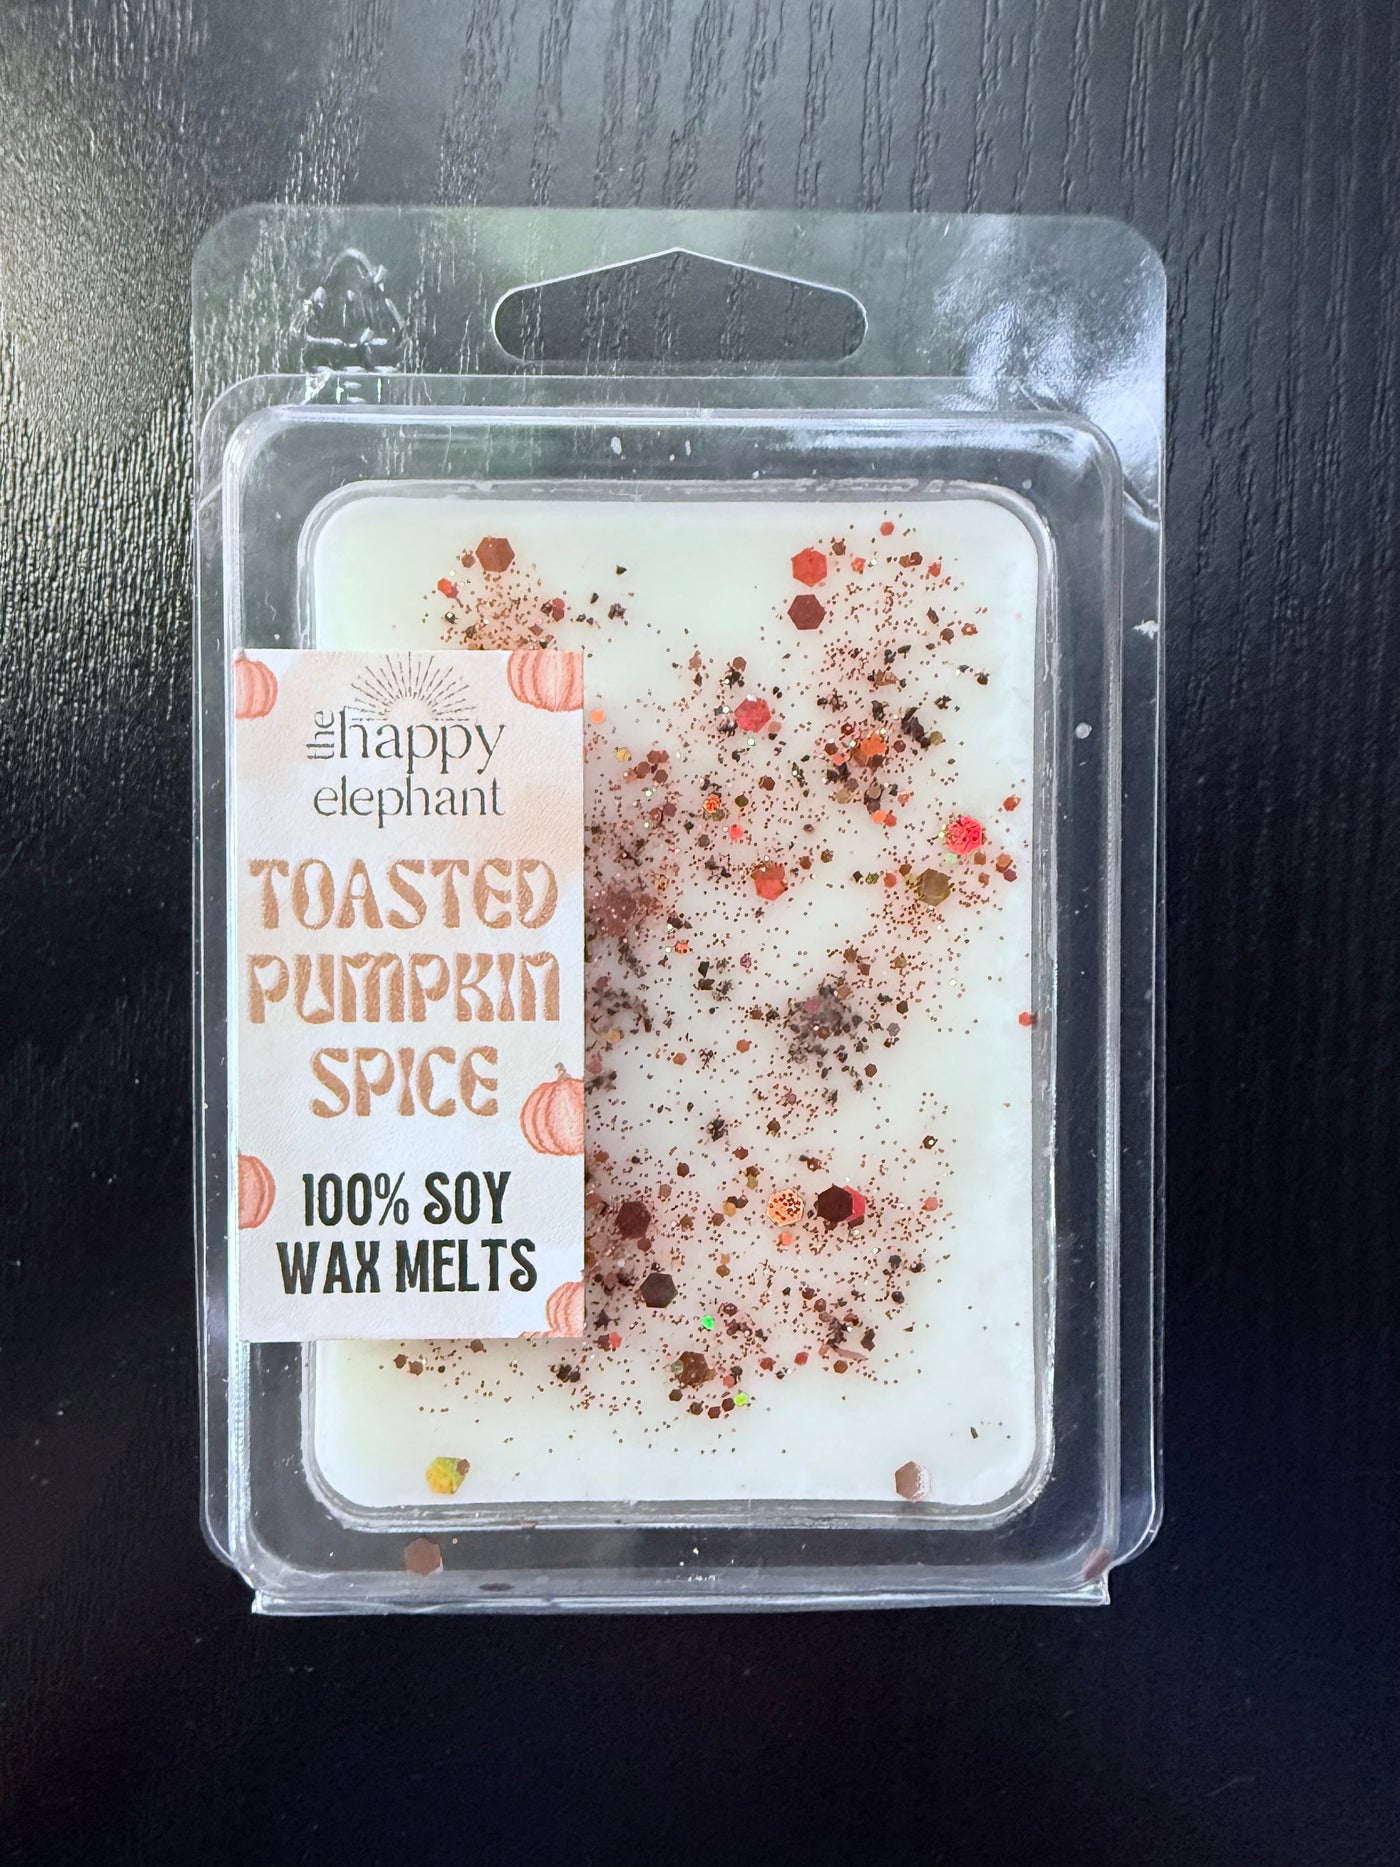 the happy
elephant
TOASTED
PUMPKIN
SPICE
100% SOY
WAX MELTS